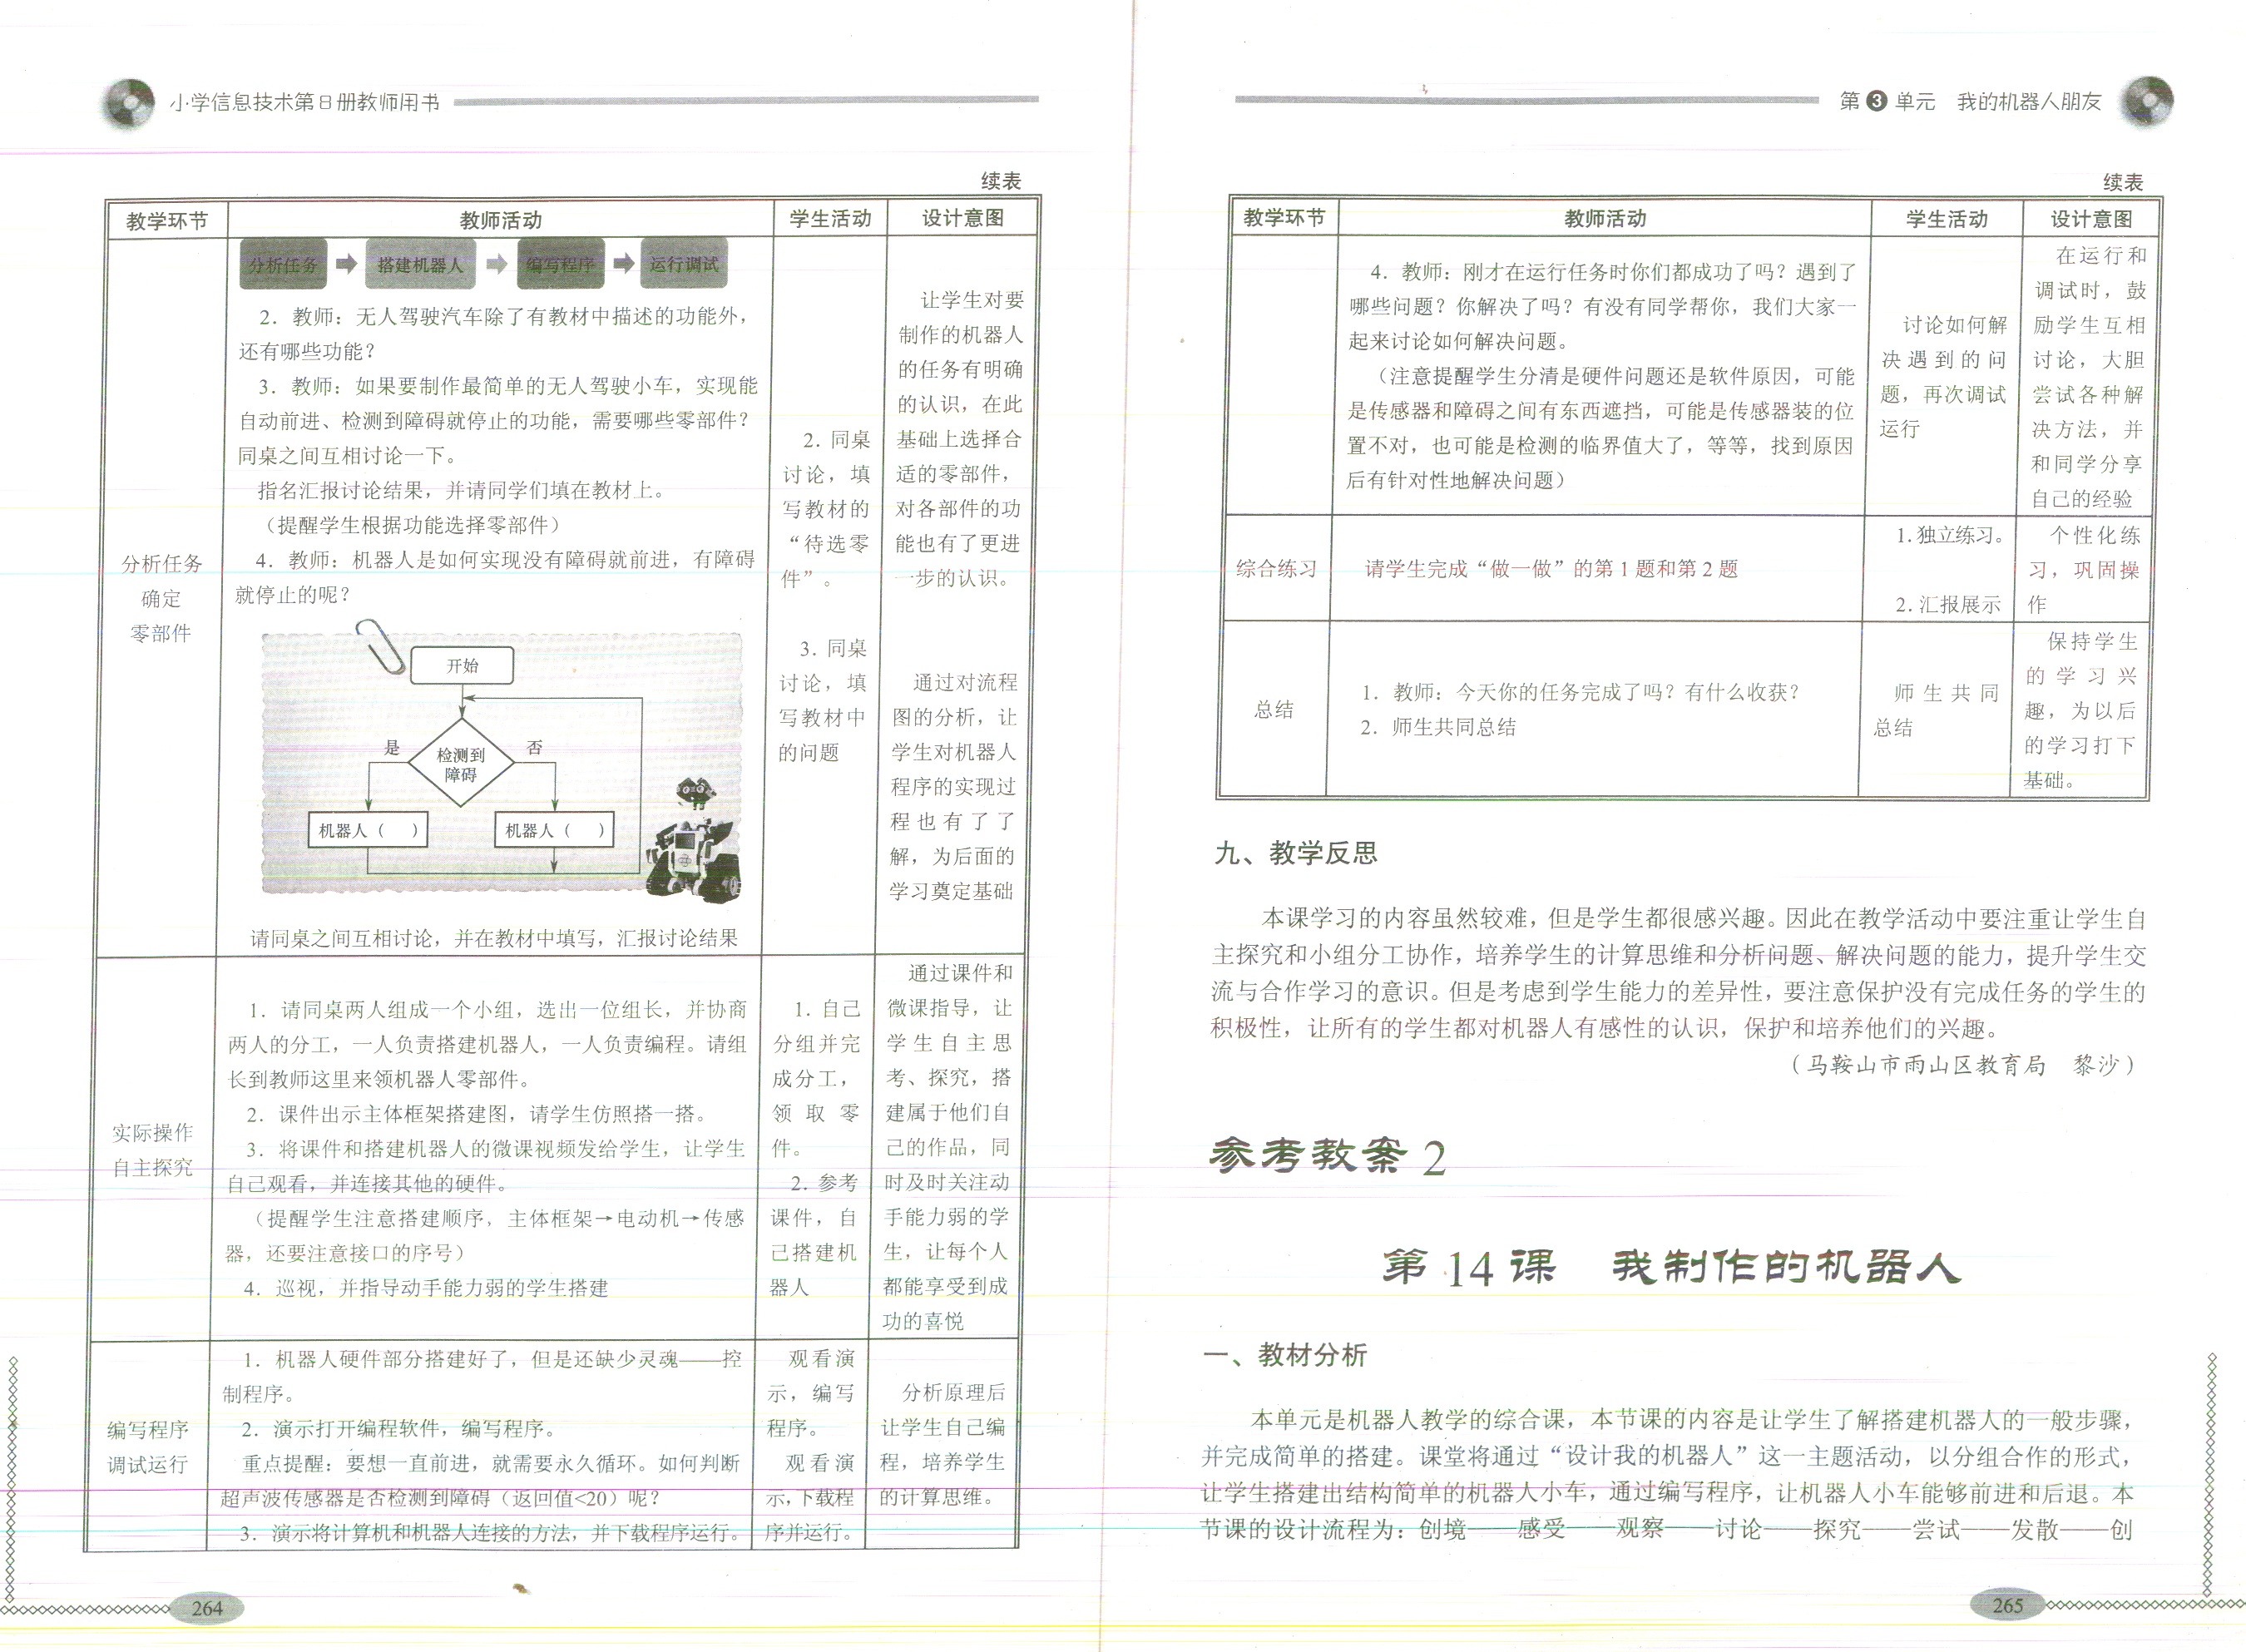 小学信息技术第8册教师用书
续表
教学环节
教师活动
学生活动
设计意图
分析任务
确定
零部件
分析任务 → 搭建机器人 → 编写程序 → 运行调试
2．教师：无人驾驶汽车除了有教材中描述的功能外，
还有哪些功能？
3．教师：如果要制作最简单的无人驾驶小车，实现能
自动前进、检测到障碍就停止的功能，需要哪些零部件？
同桌之间互相讨论一下。
指名汇报讨论结果，并请同学们填在教材上。
（提醒学生根据功能选择零部件）
4．教师：机器人是如何实现没有障碍就前进，有障碍
就停止的呢？
开始
是
检测到
障碍
否
机器人（　）
机器人（　）
请同桌之间互相讨论，并在教材中填写，汇报讨论结果
2．同桌
讨论，填
写教材的
“待选零
件”。
3．同桌
讨论，填
写教材中
的问题
让学生对要
制作的机器人
的任务有明确
的认识，在此
基础上选择合
适的零部件，
对各部件的功
能也有了更进
一步的认识。
通过对流程
图的分析，让
学生对机器人
程序的实现过
程也有了了
解，为后面的
学习奠定基础
实际操作
自主探究
1．请同桌两人组成一个小组，选出一位组长，并协商
两人的分工，一人负责搭建机器人，一人负责编程。请组
长到教师这里来领机器人零部件。
2．课件出示主体框架搭建图，请学生仿照搭一搭。
3．将课件和搭建机器人的微课视频发给学生，让学生
自己观看，并连接其他的硬件。
（提醒学生注意搭建顺序，主体框架→电动机→传感
器，还要注意接口的序号）
4．巡视，并指导动手能力弱的学生搭建
1．自己
分组并完
成分工，
领取零
件。
2．参考
课件，自
己搭建机
器人
通过课件和
微课指导，让
学生自主思
考、探究，搭
建属于他们自
己的作品，同
时及时关注动
手能力弱的学
生，让每个人
都能享受到成
功的喜悦
编写程序
调试运行
1．机器人硬件部分搭建好了，但是还缺少灵魂——控
制程序。
2．演示打开编程软件，编写程序。
重点提醒：要想一直前进，就需要永久循环。如何判断
超声波传感器是否检测到障碍（返回值<20）呢？
3．演示将计算机和机器人连接的方法，并下载程序运行。
观看演
示，编写
程序。
观看演
示，下载程
序并运行。
分析原理后
让学生自己编
程，培养学生
的计算思维。
264
第3单元　我的机器人朋友
续表
教学环节
教师活动
学生活动
设计意图
4．教师：刚才在运行任务时你们都成功了吗？遇到了
哪些问题？你解决了吗？有没有同学帮你，我们大家一
起来讨论如何解决问题。
（注意提醒学生分清是硬件问题还是软件原因，可能
是传感器和障碍之间有东西遮挡，可能是传感器装的位
置不对，也可能是检测的临界值大了，等等，找到原因
后有针对性地解决问题）
讨论如何解
决遇到的问
题，再次调试
运行
在运行和
调试时，鼓
励学生互相
讨论，大胆
尝试各种解
决方法，并
和同学分享
自己的经验
综合练习
请学生完成“做一做”的第1题和第2题
1.独立练习。
2.汇报展示
个性化练
习，巩固操
作
总结
1．教师：今天你的任务完成了吗？有什么收获？
2．师生共同总结
师生共同
总结
保持学生
的学习兴
趣，为以后
的学习打下
基础。
九、教学反思
本课学习的内容虽然较难，但是学生都很感兴趣。因此在教学活动中要注重让学生自
主探究和小组分工协作，培养学生的计算思维和分析问题、解决问题的能力，提升学生交
流与合作学习的意识。但是考虑到学生能力的差异性，要注意保护没有完成任务的学生的
积极性，让所有的学生都对机器人有感性的认识，保护和培养他们的兴趣。
（马鞍山市雨山区教育局　黎沙）
参考教案2
第14课　我制作的机器人
一、教材分析
本单元是机器人教学的综合课，本节课的内容是让学生了解搭建机器人的一般步骤，
并完成简单的搭建。课堂将通过“设计我的机器人”这一主题活动，以分组合作的形式，
让学生搭建出结构简单的机器人小车，通过编写程序，让机器人小车能够前进和后退。本
节课的设计流程为：创境——感受——观察——讨论——探究——尝试——发散——创
265